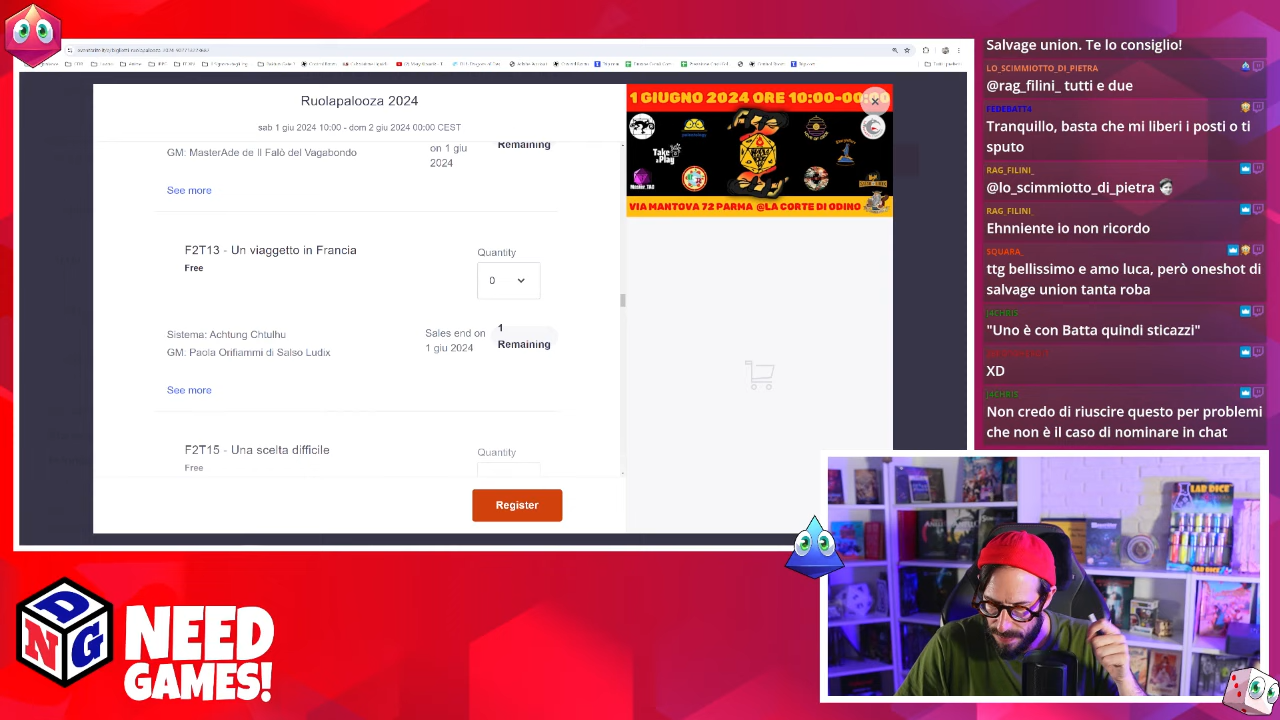 Ruolapalooza 2024
sab 1 giu 2024 10:00 - dom 2 giu 2024 00:00 CEST
GM: MasterAde de Il Falò del Vagabondo
on 1 giu
2024
Remaining
See more
F2T13 - Un viaggetto in Francia
Free
Quantity
0
Sistema: Achtung Chtulhu
GM: Paola Orifiammi di Salso Ludix
Sales end on
1 giu 2024
1
Remaining
See more
F2T15 - Una scelta difficile
Free
Quantity
Register
1 GIUGNO 2024 ORE 10:00-00:00
Take a Play
VIA MANTOVA 72 PARMA @LA CORTE DI ODINO
Salvage union. Te lo consiglio!
LO_SCIMMIOTTO_DI_PIETRA
@rag_filini_ tutti e due
FEDEBATT4
Tranquillo, basta chemi liberi i posti o ti
sputo
RAG_FILINI_
@lo_scimmiotto_di_pietra
RAG_FILINI_
Ehnniente io non ricordo
SQUARA_
ttg bellissimo e amo luca, però oneshot di
salvage union tanta roba
J4CHRIS
"Uno è con Batta quindi sticazzi"
XD
J4CHRIS
Non credo di riuscire questo per problemi
che non è il caso di nominare in chat
LAB DICE
D
N
G
NEED
GAMES!